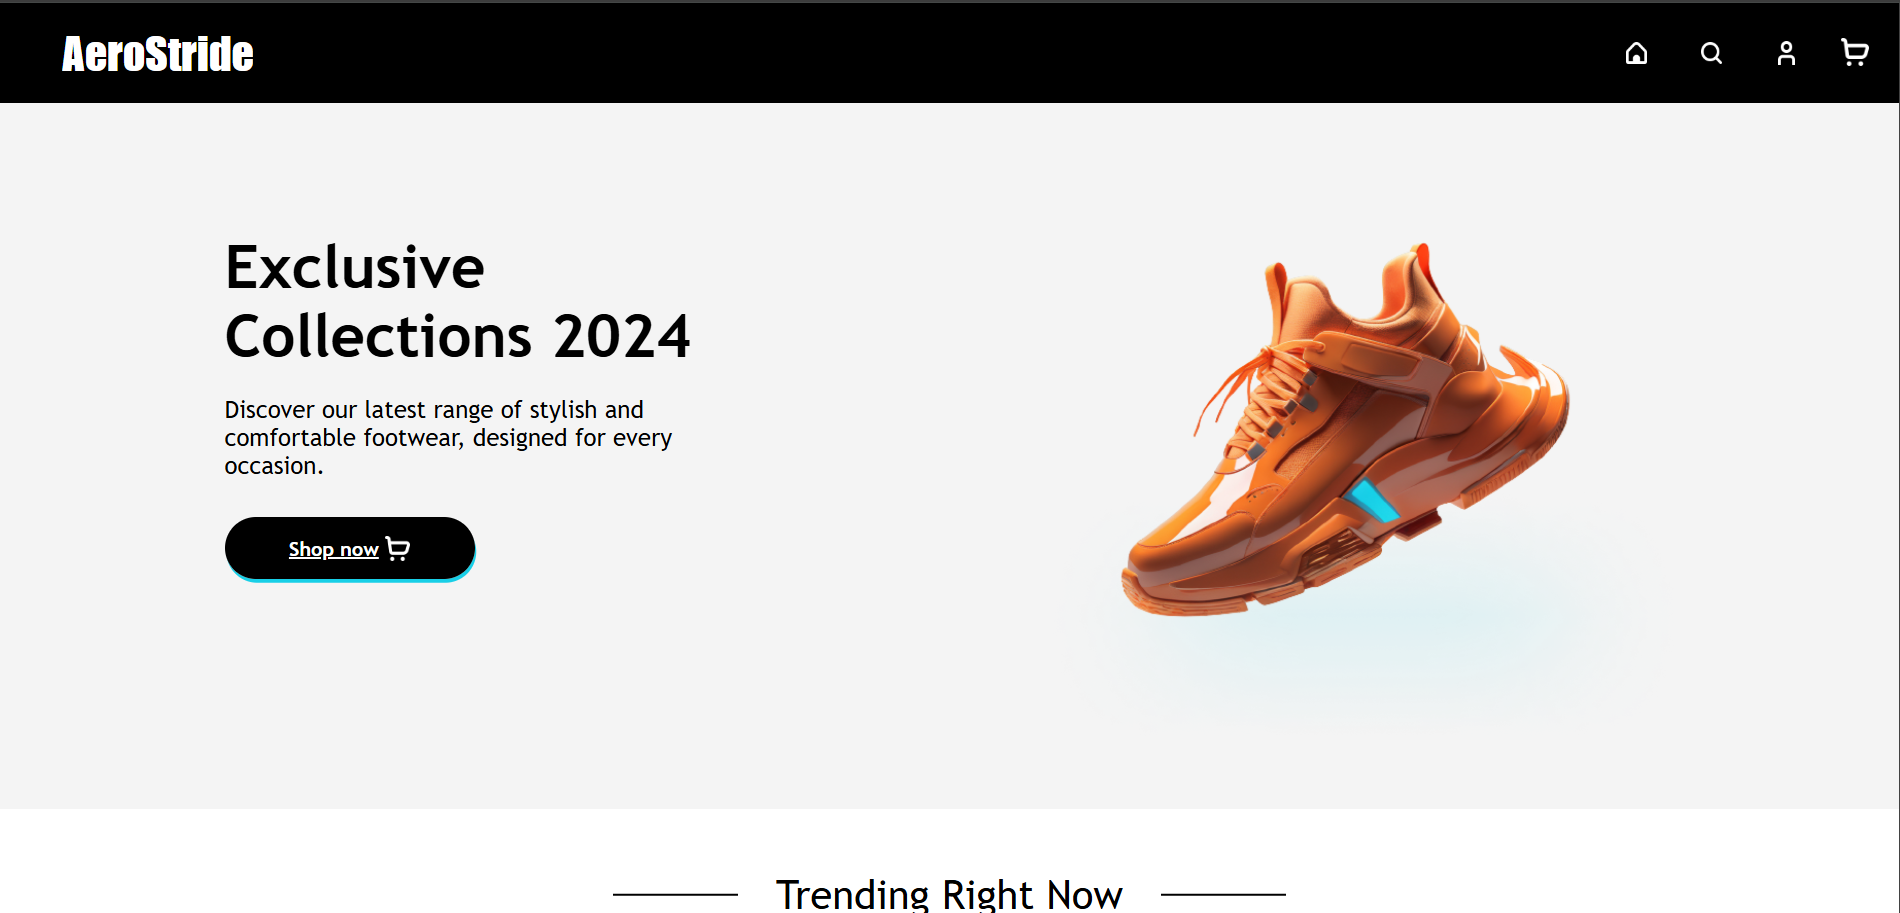 AeroStride
Exclusive
Collections 2024
Discover our latest range of stylish and
comfortable footwear, designed for every
occasion.
Shop now
Trending Right Now